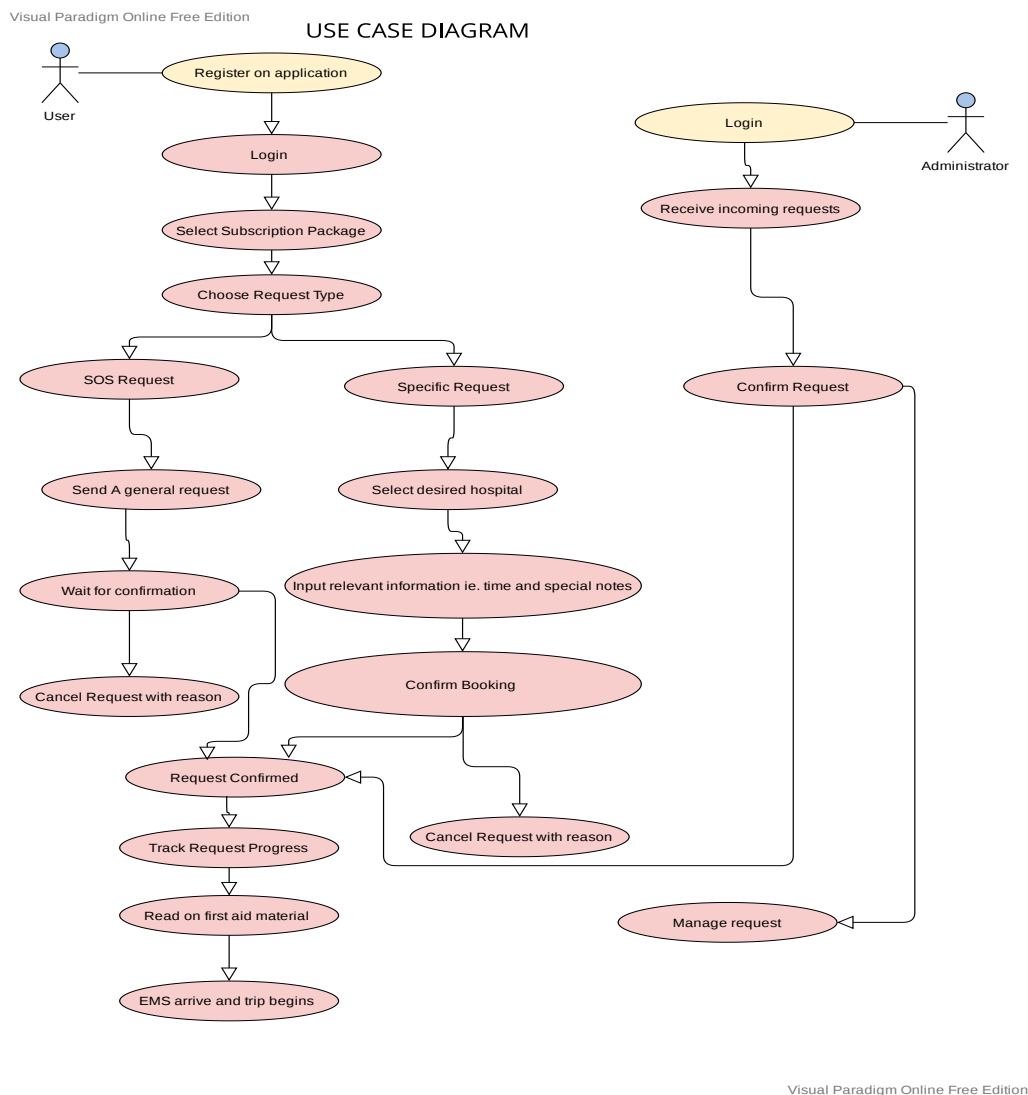 Visual Paradigm Online Free Edition
USE CASE DIAGRAM
User
Register on application
Login
Select Subscription Package
Choose Request Type
SOS Request
Specific Request
Send A general request
Select desired hospital
Wait for confirmation
Input relevant information ie. time and special notes
Cancel Request with reason
Confirm Booking
Request Confirmed
Cancel Request with reason
Track Request Progress
Read on first aid material
EMS arrive and trip begins
Login
Administrator
Receive incoming requests
Confirm Request
Manage request
Visual Paradigm Online Free Edition